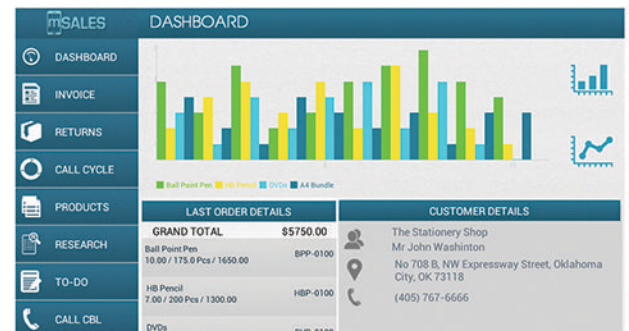 mSALES
DASHBOARD
DASHBOARD
INVOICE
RETURNS
CALL CYCLE
PRODUCTS
RESEARCH
TO-DO
CALL CBL
Ball Point Pen HB Pencil DVDs A4 Bundle
LAST ORDER DETAILS
GRAND TOTAL $5750.00
Ball Point Pen
10.00 / 175.0 Pcs / 1650.00
BPP-0100
HB Pencil
7.00 / 200 Pcs / 1300.00
HBP-0100
DVDs
CUSTOMER DETAILS
The Stationery Shop
Mr John Washinton
No 708 B, NW Expressway Street, Oklahoma
City, OK 73118
(405) 767-6666